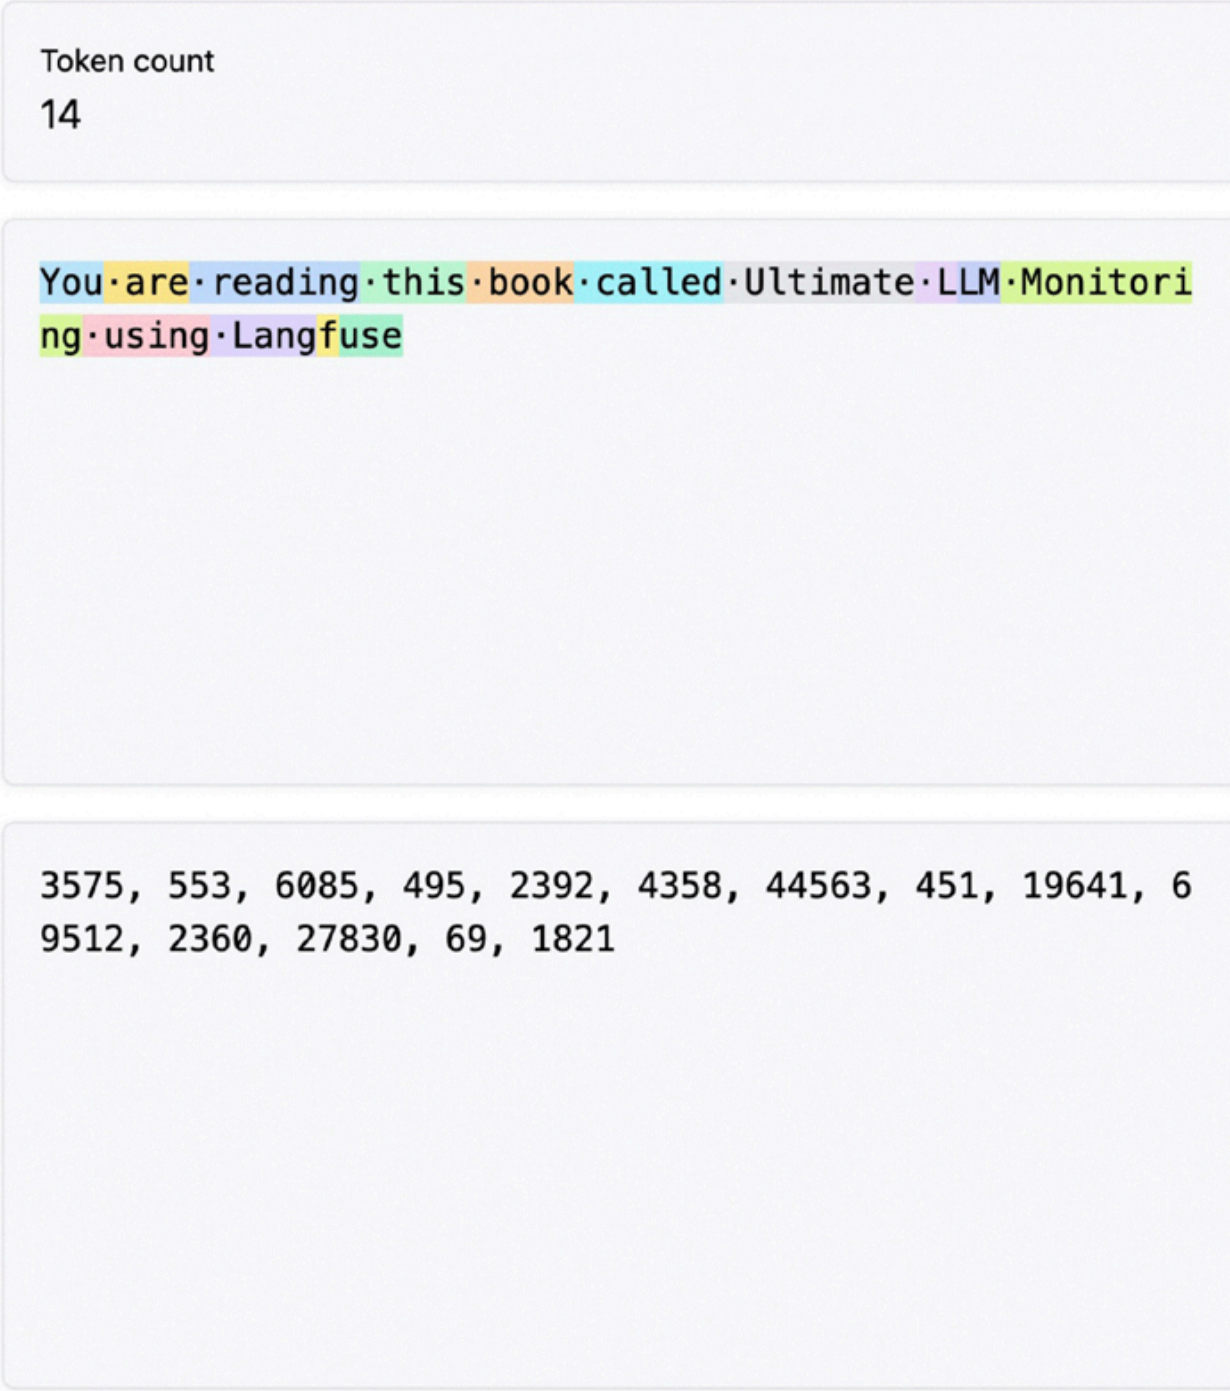 Token count
14
You·are·reading·this·book·called·Ultimate·LLM·Monitori
ng·using·Langfuse
3575, 553, 6085, 495, 2392, 4358, 44563, 451, 19641, 6
9512, 2360, 27830, 69, 1821